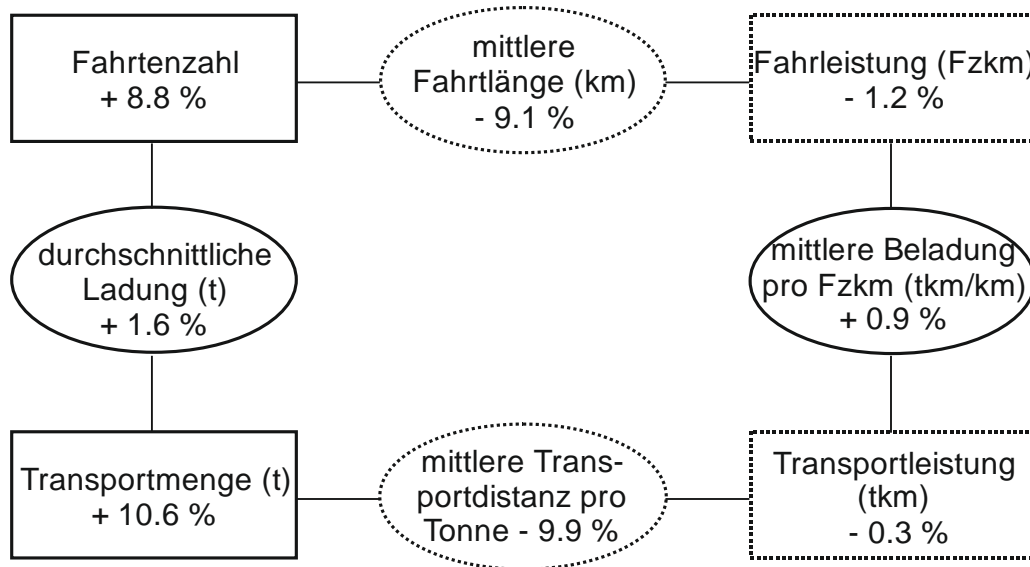 Fahrtenzahl
+ 8.8 %
mittlere
Fahrtlänge (km)
- 9.1 %
Fahrleistung (Fzkm)
- 1.2 %
durchschnittliche
Ladung (t)
+ 1.6 %
mittlere Beladung
pro Fzkm (tkm/km)
+ 0.9 %
Transportmenge (t)
+ 10.6 %
mittlere Trans-
portdistanz pro
Tonne - 9.9 %
Transportleistung
(tkm)
- 0.3 %